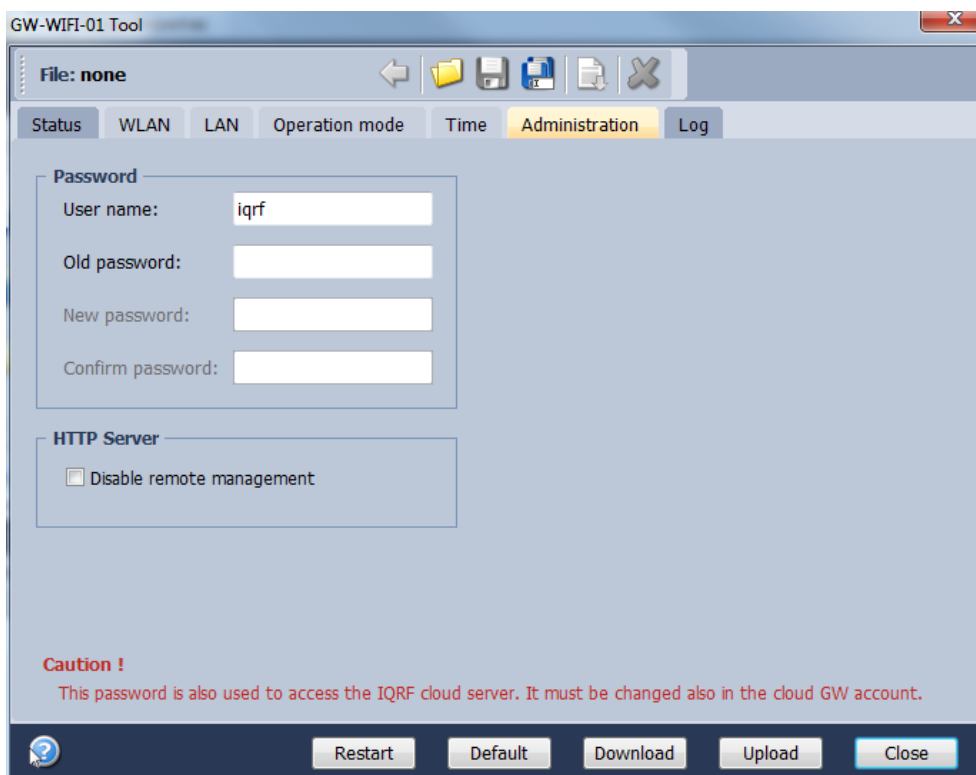 GW-WIFI-01 Tool
File: none
Status WLAN LAN Operation mode Time Administration Log
Password
User name: iqrf
Old password:
New password:
Confirm password:
HTTP Server
Disable remote management
Caution !
This password is also used to access the IQRF cloud server. It must be changed also in the cloud GW account.
Restart Default Download Upload Close